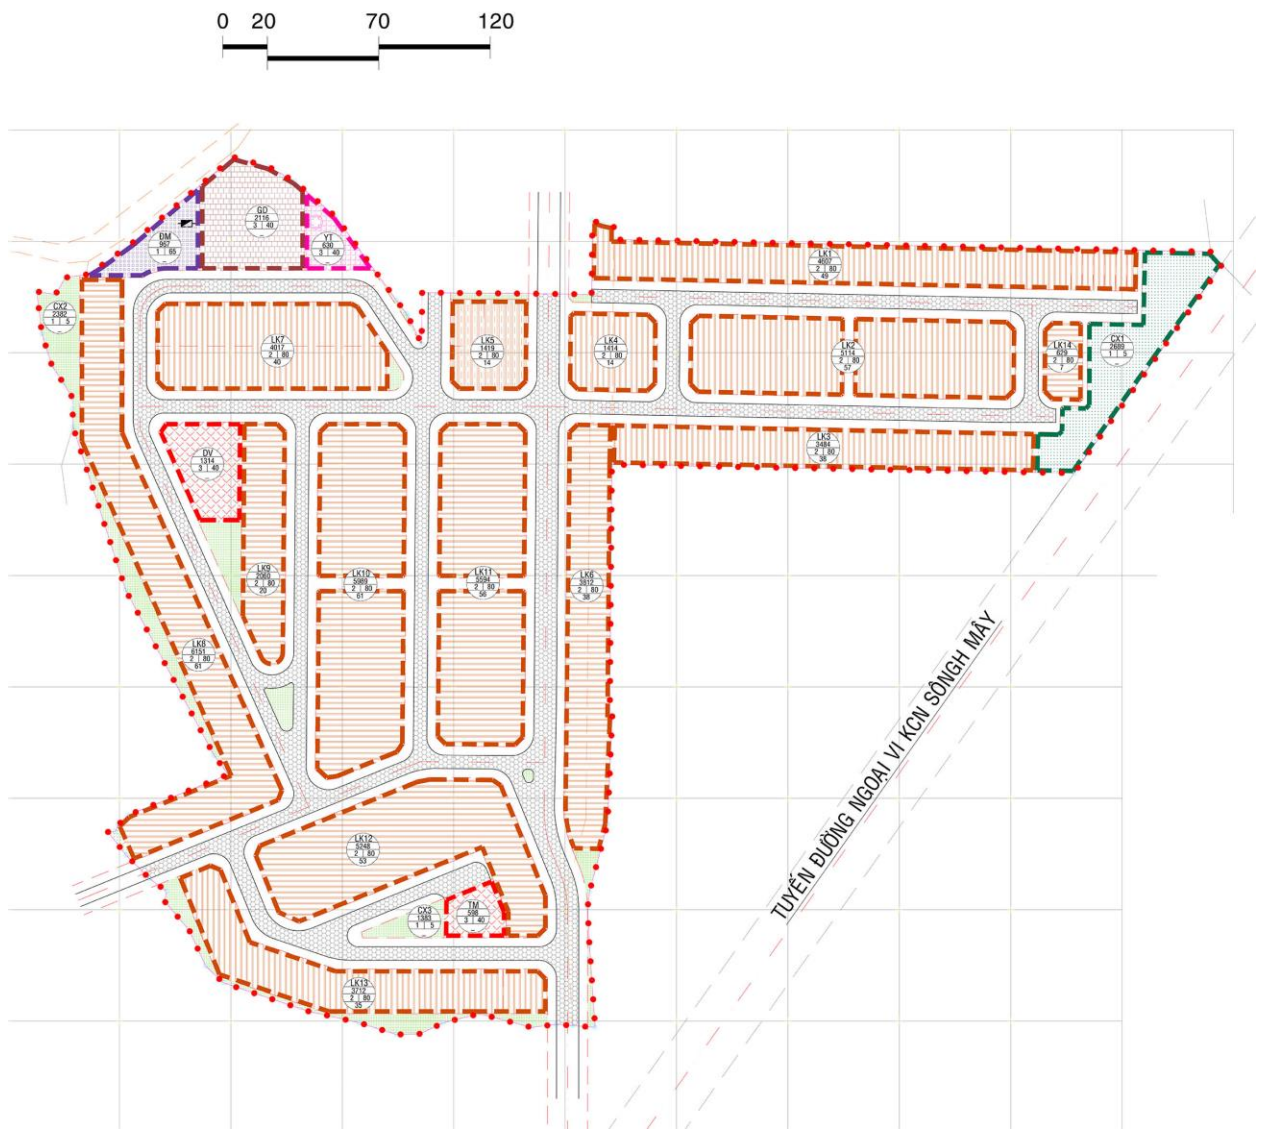 0 20 70 120
GD
2116
3 | 40
_
ĐM
957
1 | 65
_
YT
630
3 | 40
_
LK1
4607
2 | 80
49
CX2
2382
1 | 5
_
LK7
4017
2 | 80
40
LK5
1419
2 | 80
14
LK4
1414
2 | 80
14
LK2
5114
2 | 80
57
LK14
629
2 | 80
7
CX1
2689
1 | 5
_
DV
1314
3 | 40
_
LK3
3484
2 | 80
38
LK9
2060
2 | 80
20
LK10
5989
2 | 80
61
LK11
5594
2 | 80
56
LK6
3812
2 | 80
38
LK8
6151
2 | 80
61
TUYẾN ĐƯỜNG NGOẠI VI KCN SÔNGH MÂY
LK12
5248
2 | 80
53
CX3
1383
1 | 5
_
TM
598
3 | 40
_
LK13
3712
2 | 80
35